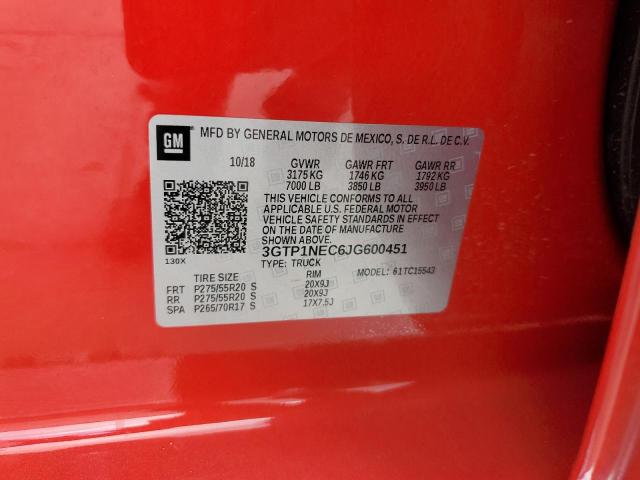 GM MFD BY GENERAL MOTORS DE MEXICO, S. DE R.L. DE C.V.
10/18 GVWR GAWR FRT GAWR RR
3175 KG 1746 KG 1792 KG
7000 LB 3850 LB 3950 LB
THIS VEHICLE CONFORMS TO ALL
APPLICABLE U.S. FEDERAL MOTOR
VEHICLE SAFETY STANDARDS IN EFFECT
ON THE DATE OF MANUFACTURE
SHOWN ABOVE.
130X 3GTP1NEC6JG600451
TYPE: TRUCK
TIRE SIZE RIM MODEL: 61TC15543
FRT P275/55R20 S 20X9J
RR P275/55R20 S 20X9J
SPA P265/70R17 S 17X7.5J